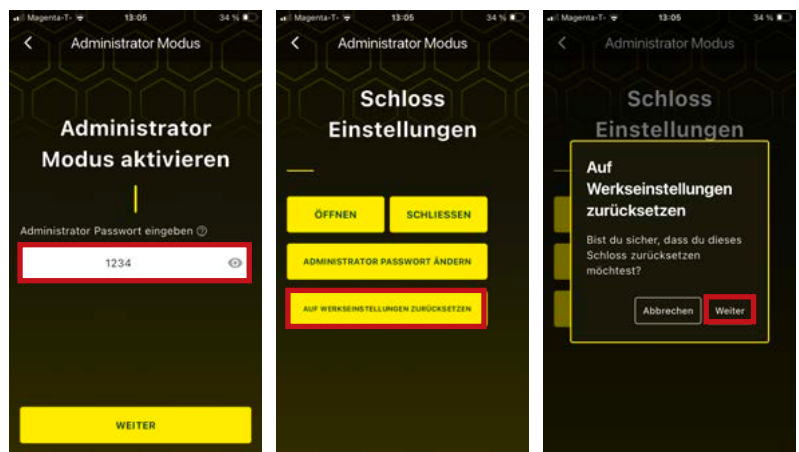 Magenta-T- 13:05 34 %
Administrator Modus
Administrator
Modus aktivieren
Administrator Passwort eingeben ?
1234
WEITER
Magenta-T- 13:05 34 %
Administrator Modus
Schloss
Einstellungen
ÖFFNEN SCHLIESSEN
ADMINISTRATOR PASSWORT ÄNDERN
AUF WERKSEINSTELLUNGEN ZURÜCKSETZEN
Magenta-T- 13:05 34 %
Administrator Modus
Schloss
Einstellungen
Auf
Werkseinstellungen
zurücksetzen
Bist du sicher, dass du dieses
Schloss zurücksetzen
möchtest?
Abbrechen Weiter